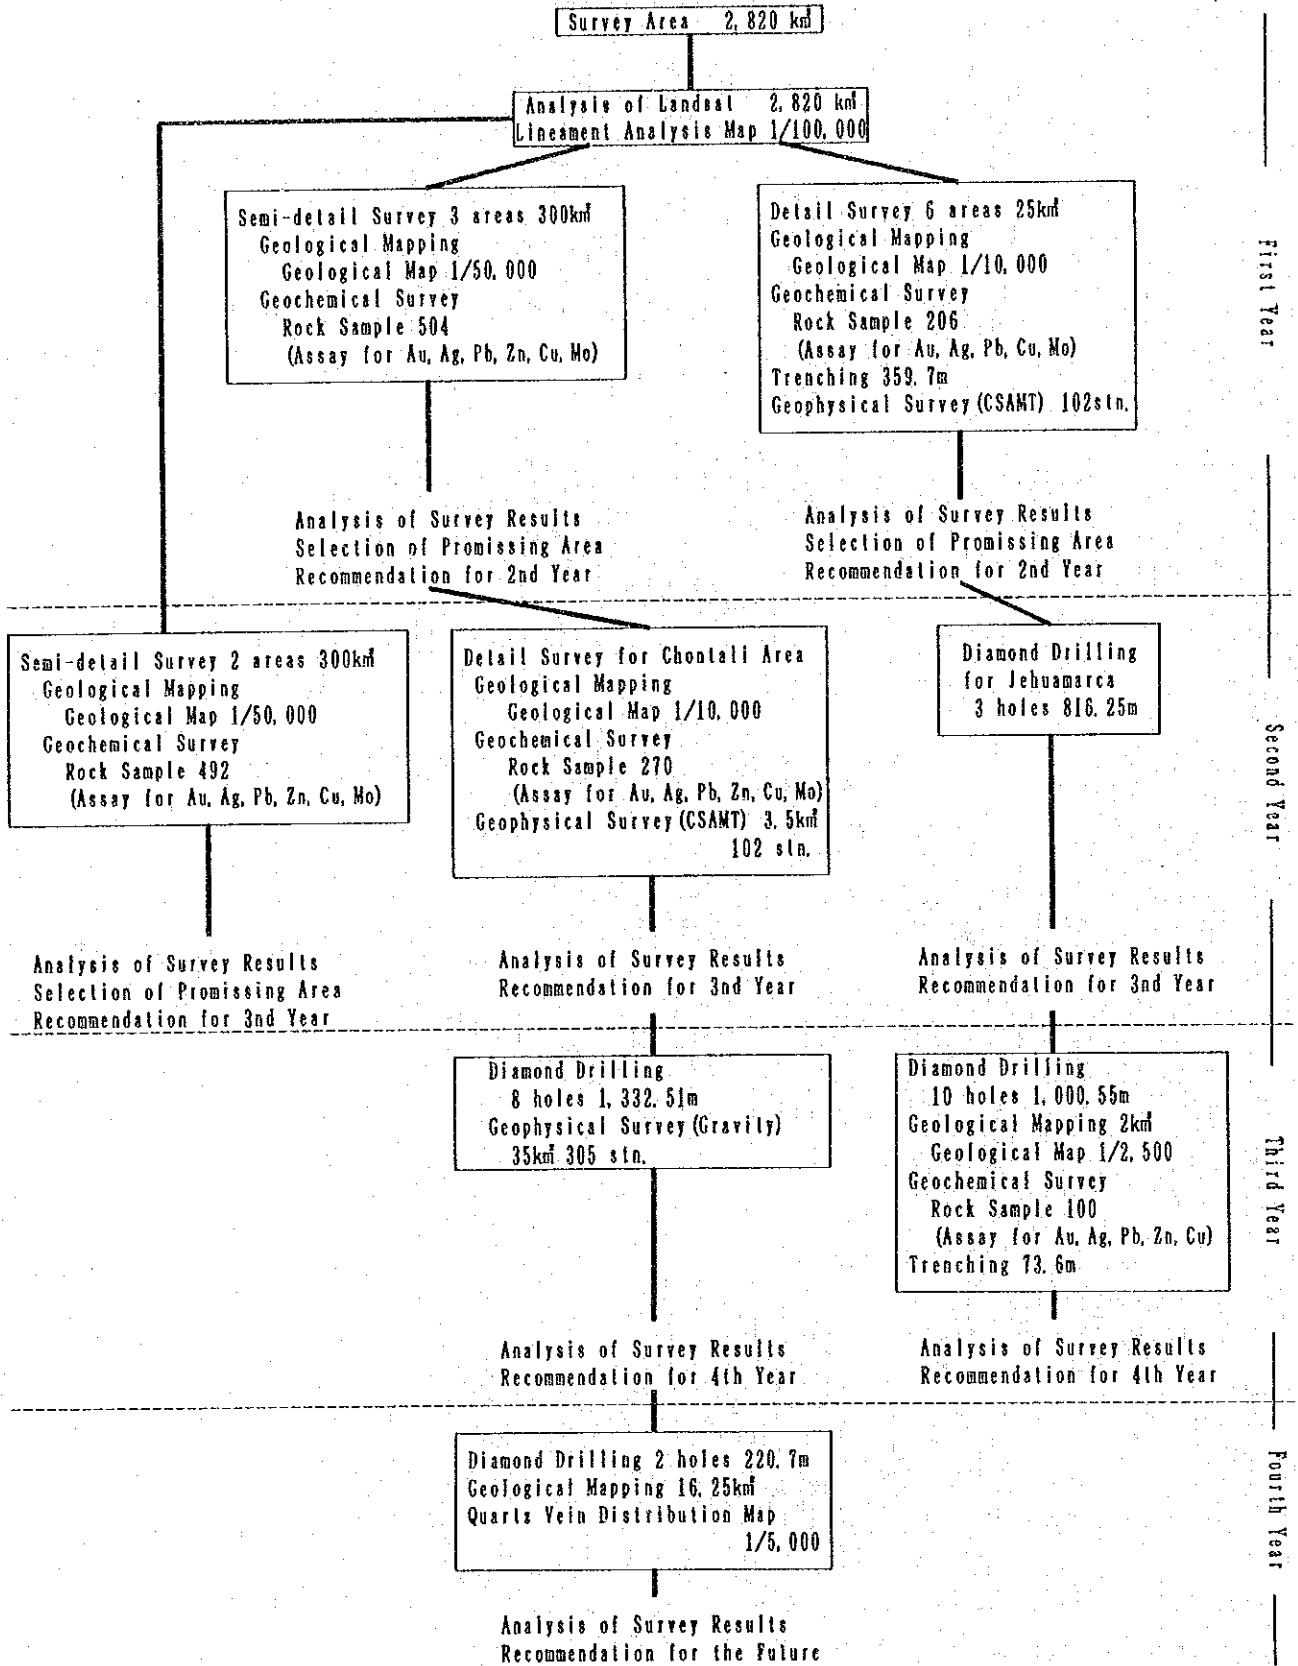 Survey Area 2,820 km²
Analysis of Landsat 2,820 km²
Lineament Analysis Map 1/100,000
Semi-detail Survey 3 areas 300km²
Geological Mapping
Geological Map 1/50,000
Geochemical Survey
Rock Sample 504
(Assay for Au, Ag, Pb, Zn, Cu, Mo)
Detail Survey 6 areas 25km²
Geological Mapping
Geological Map 1/10,000
Geochemical Survey
Rock Sample 206
(Assay for Au, Ag, Pb, Cu, Mo)
Trenching 359.7m
Geophysical Survey (CSAMT) 102stn.
First Year
Analysis of Survey Results
Selection of Promissing Area
Recommendation for 2nd Year
Analysis of Survey Results
Selection of Promissing Area
Recommendation for 2nd Year
Semi-detail Survey 2 areas 300km²
Geological Mapping
Geological Map 1/50,000
Geochemical Survey
Rock Sample 492
(Assay for Au, Ag, Pb, Zn, Cu, Mo)
Detail Survey for Chontali Area
Geological Mapping
Geological Map 1/10,000
Geochemical Survey
Rock Sample 270
(Assay for Au, Ag, Pb, Zn, Cu, Mo)
Geophysical Survey (CSAMT) 3.5km²
102 stn.
Diamond Drilling
for Jehuamarca
3 holes 816.25m
Second Year
Analysis of Survey Results
Selection of Promissing Area
Recommendation for 3nd Year
Analysis of Survey Results
Recommendation for 3nd Year
Analysis of Survey Results
Recommendation for 3nd Year
Diamond Drilling
8 holes 1,332.51m
Geophysical Survey (Gravity)
35km² 305 stn.
Diamond Drilling
10 holes 1,000.55m
Geological Mapping 2km²
Geological Map 1/2,500
Geochemical Survey
Rock Sample 100
(Assay for Au, Ag, Pb, Zn, Cu)
Trenching 73.6m
Third Year
Analysis of Survey Results
Recommendation for 4th Year
Analysis of Survey Results
Recommendation for 4th Year
Diamond Drilling 2 holes 220.7m
Geological Mapping 16.25km²
Quartz Vein Distribution Map
1/5,000
Fourth Year
Analysis of Survey Results
Recommendation for the Future